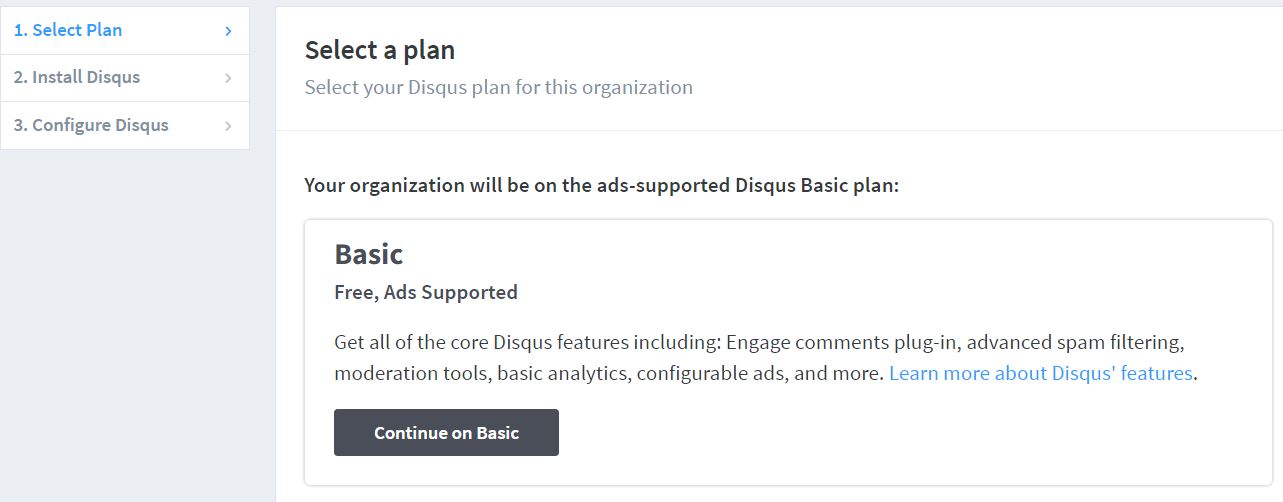 1. Select Plan
2. Install Disqus
3. Configure Disqus
Select a plan
Select your Disqus plan for this organization
Your organization will be on the ads-supported Disqus Basic plan:
Basic
Free, Ads Supported
Get all of the core Disqus features including: Engage comments plug-in, advanced spam filtering,
moderation tools, basic analytics, configurable ads, and more. Learn more about Disqus' features.
Continue on Basic